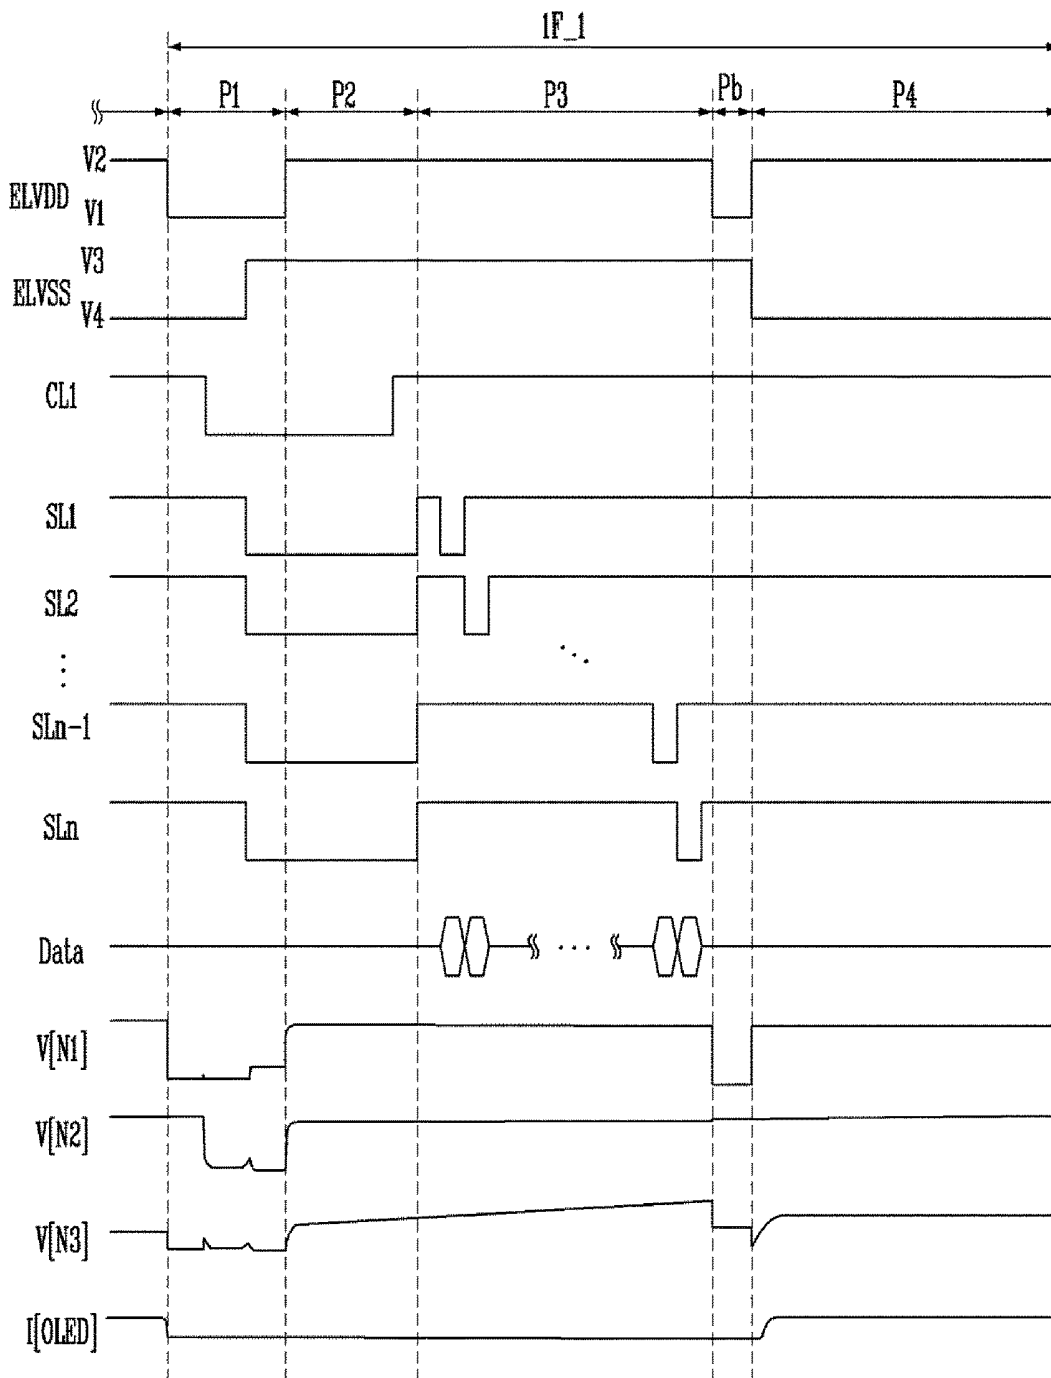 1F_1
P1 P2 P3 Pb P4
V2
ELVDD
V1
V3
ELVSS
V4
CL1
SL1
SL2
⋮
SLn-1
SLn
Data
...
V[N1]
V[N2]
V[N3]
I[OLED]